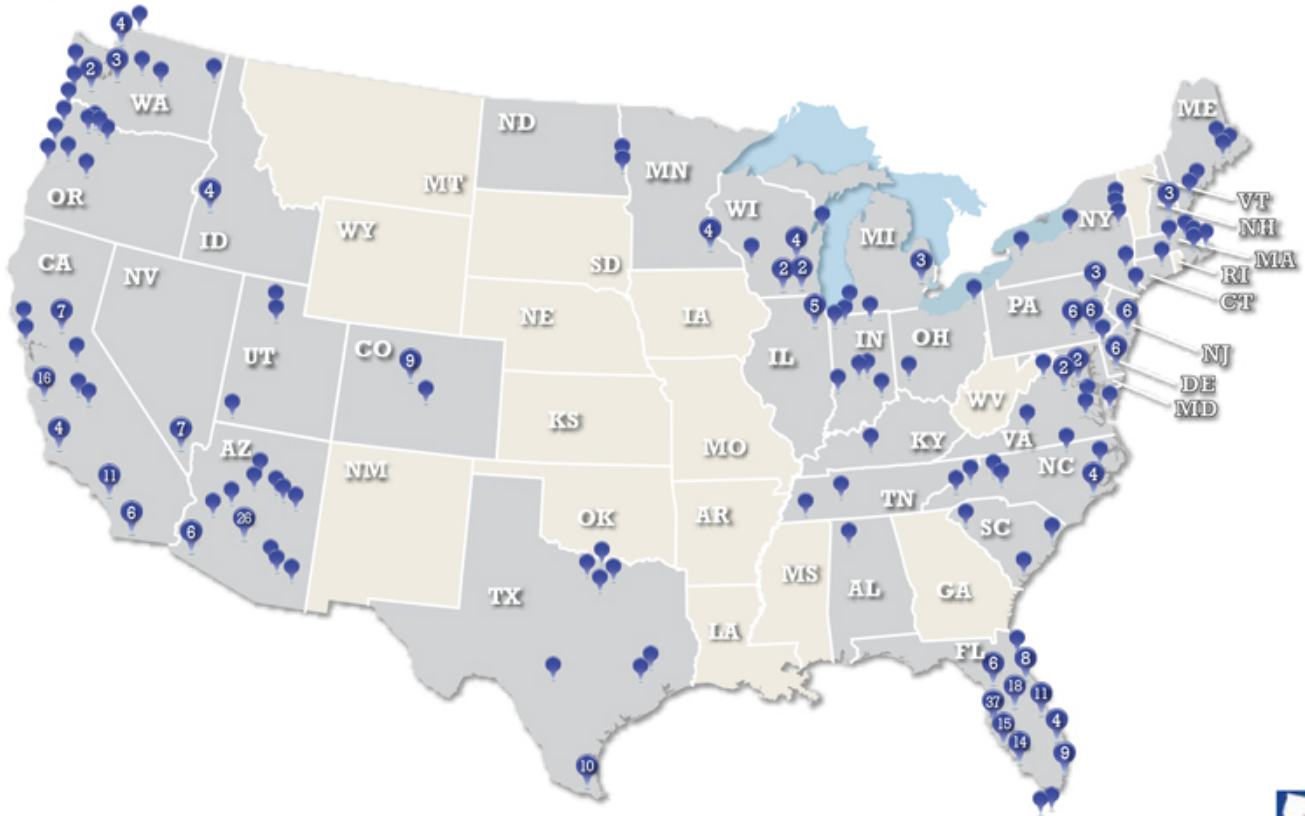 4
3
2
WA
ND
ME
MT
MN
4
OR
3
VT
WI
NY
NH
4
4
WY
ID
MI
MA
CA
NV
SD
2 2
3
3
RI
CT
7
5
NE
IA
PA
6 6
6
UT
CO
IL
IN
OH
NJ
9
6
DE
16
2 2
MD
WV
4
7
KS
MO
KY
VA
AZ
NM
NC
11
4
TN
6
26
OK
AR
6
SC
MS
AL
GA
TX
LA
FL
6
8
18
37
11
15
4
14
9
10